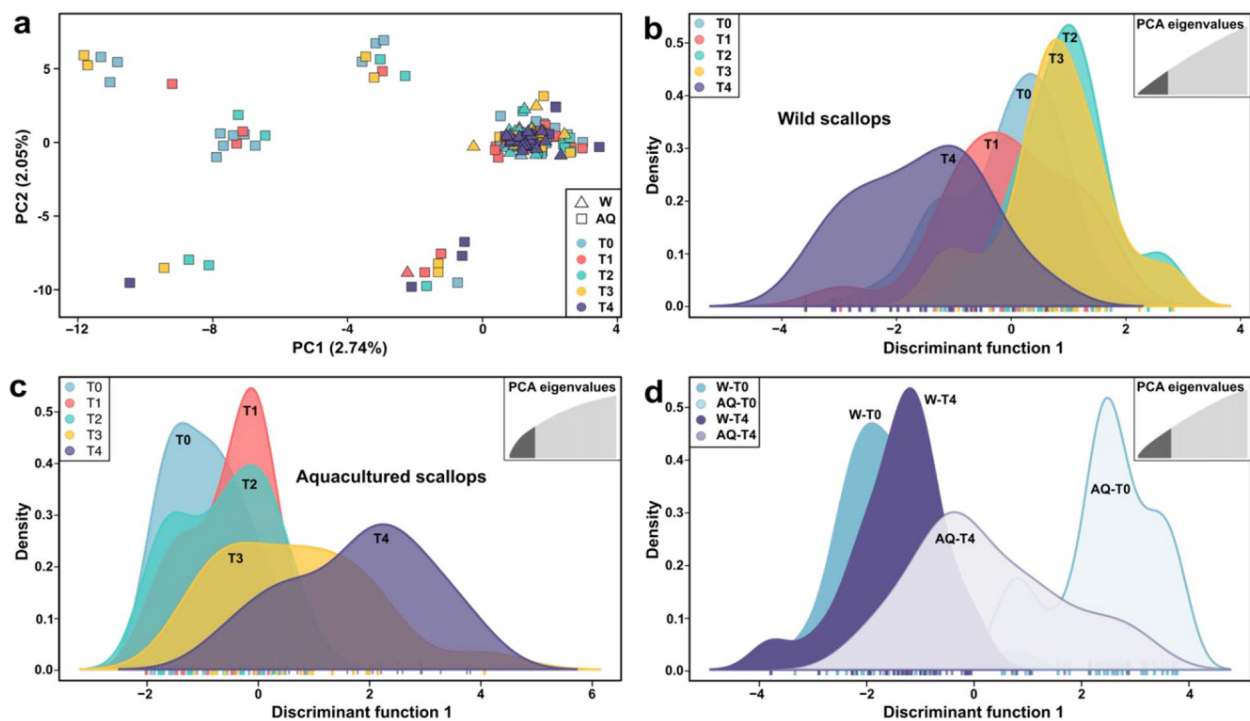 a
PC2 (2.05%)
5
0
−5
−10
−12
−8
−4
0
4
PC1 (2.74%)
W
AQ
T0
T1
T2
T3
T4
b
T0
T1
T2
T3
T4
Wild scallops
PCA eigenvalues
T2
T3
T0
T1
T4
Density
0.5
0.4
0.3
0.2
0.1
0.0
−4
−2
0
2
4
Discriminant function 1
c
T0
T1
T2
T3
T4
Aquacultured scallops
PCA eigenvalues
T1
T0
T2
T3
T4
Density
0.5
0.4
0.3
0.2
0.1
0.0
−2
0
2
4
6
Discriminant function 1
d
W-T0
AQ-T0
W-T4
AQ-T4
PCA eigenvalues
W-T4
W-T0
AQ-T0
AQ-T4
Density
0.5
0.4
0.3
0.2
0.1
0.0
−4
−2
0
2
4
Discriminant function 1